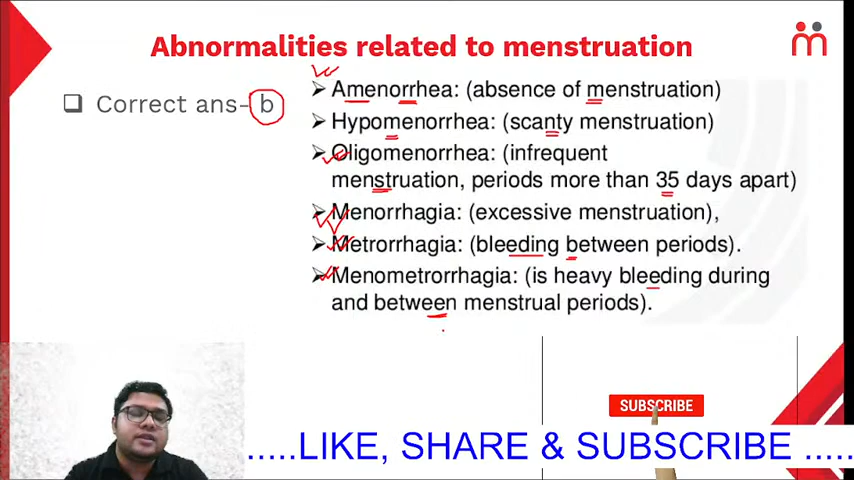 Abnormalities related to menstruation
❑ Correct ans- b
➢ Amenorrhea: (absence of menstruation)
➢ Hypomenorrhea: (scanty menstruation)
➢ Oligomenorrhea: (infrequent
menstruation, periods more than 35 days apart)
➢ Menorrhagia: (excessive menstruation),
➢ Metrorrhagia: (bleeding between periods).
➢ Menometrorrhagia: (is heavy bleeding during
and between menstrual periods).
SUBSCRIBE
.....LIKE, SHARE & SUBSCRIBE .....